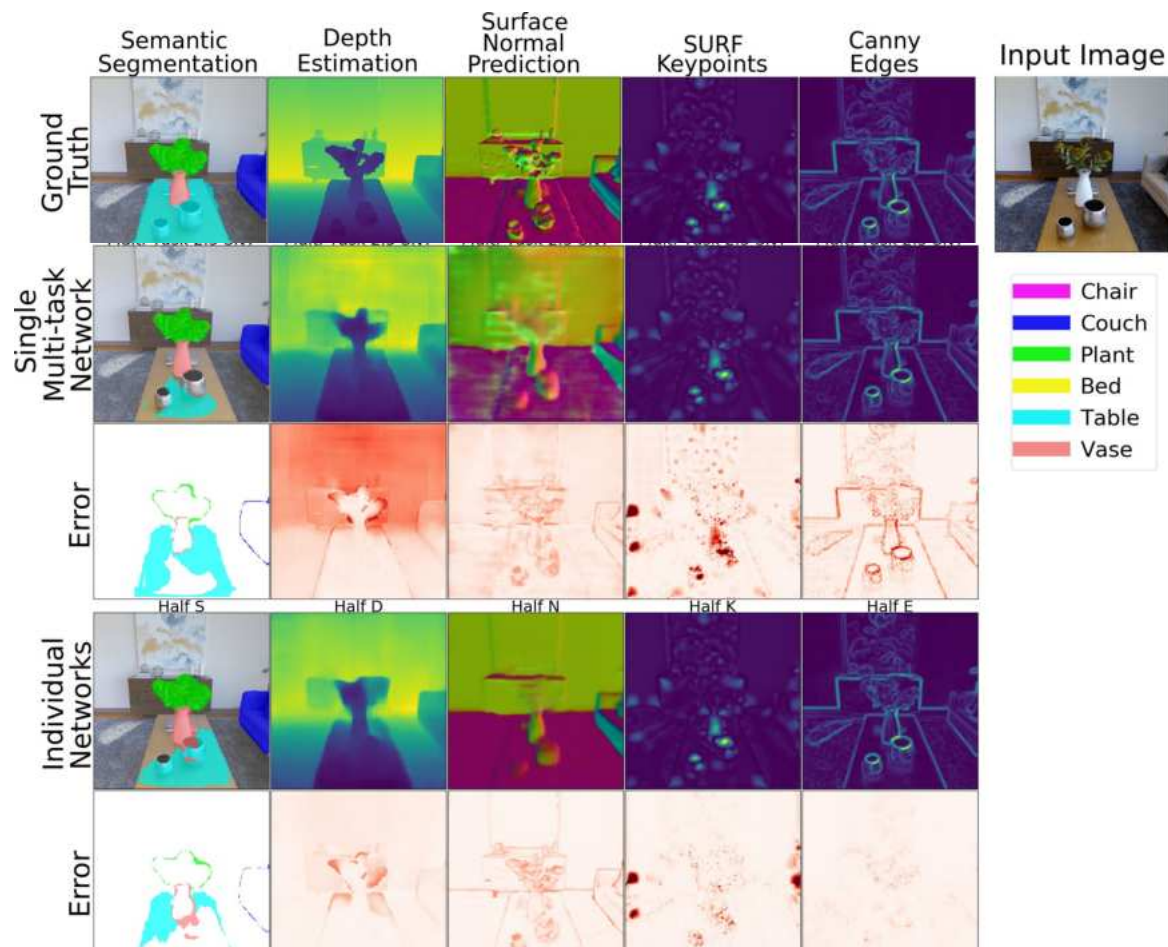 Semantic
Segmentation
Depth
Estimation
Surface
Normal
Prediction
SURF
Keypoints
Canny
Edges
Input Image
Ground
Truth
Single
Multi-task
Network
Error
Half S
Half D
Half N
Half K
Half E
Individual
Networks
Error
Chair
Couch
Plant
Bed
Table
Vase